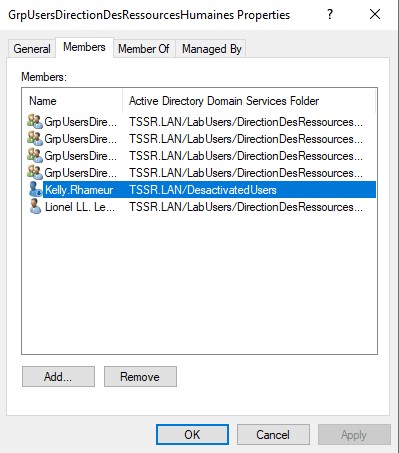 GrpUsersDirectionDesRessourcesHumaines Properties ? ×
General Members Member Of Managed By
Members:
Name Active Directory Domain Services Folder
GrpUsersDire... TSSR.LAN/LabUsers/DirectionDesRessources...
GrpUsersDire... TSSR.LAN/LabUsers/DirectionDesRessources...
GrpUsersDire... TSSR.LAN/LabUsers/DirectionDesRessources...
GrpUsersDire... TSSR.LAN/LabUsers/DirectionDesRessources...
Kelly.Rhameur TSSR.LAN/DesactivatedUsers
Lionel LL. Le... TSSR.LAN/LabUsers/DirectionDesRessources...
Add... Remove
OK Cancel Apply